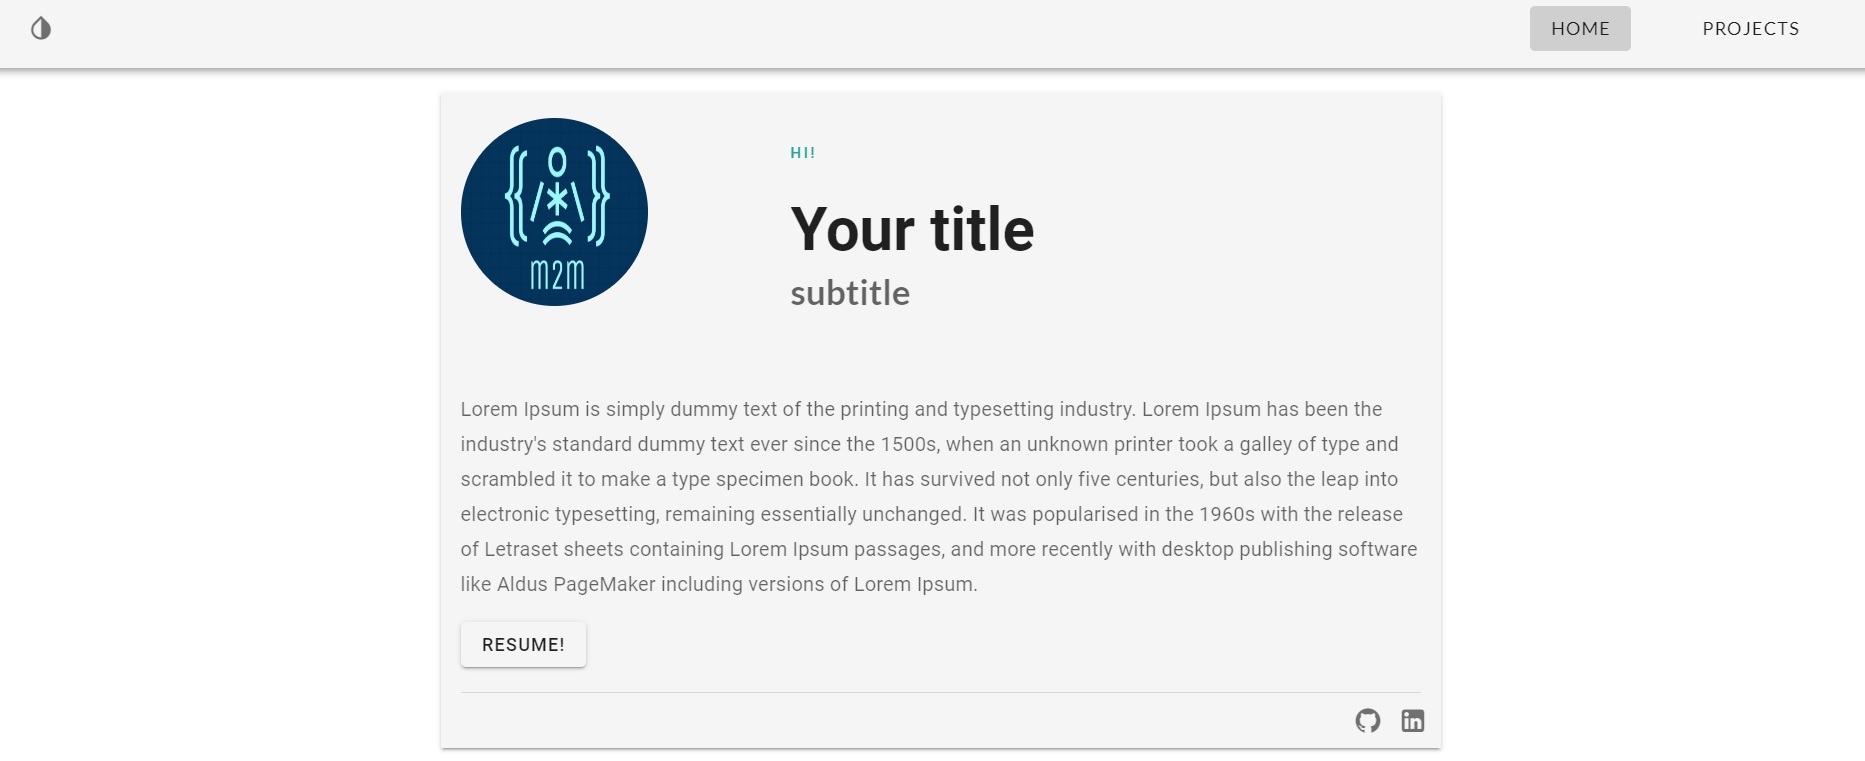 HOME
PROJECTS
{{ 0 }}
/*\
m2m
HI!
Your title
subtitle
Lorem Ipsum is simply dummy text of the printing and typesetting industry. Lorem Ipsum has been the
industry's standard dummy text ever since the 1500s, when an unknown printer took a galley of type and
scrambled it to make a type specimen book. It has survived not only five centuries, but also the leap into
electronic typesetting, remaining essentially unchanged. It was popularised in the 1960s with the release
of Letraset sheets containing Lorem Ipsum passages, and more recently with desktop publishing software
like Aldus PageMaker including versions of Lorem Ipsum.
RESUME!
in